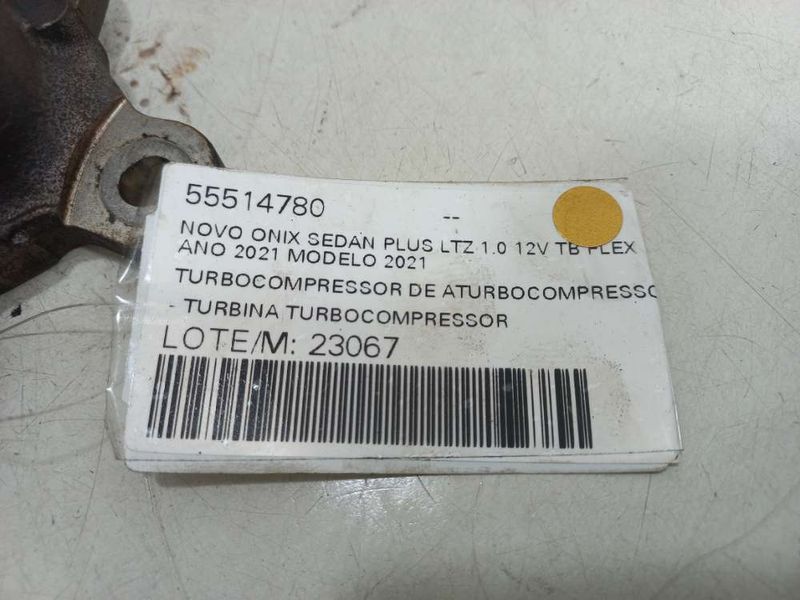 55514780 --
NOVO ONIX SEDAN PLUS LTZ 1.0 12V TB FLEX
ANO 2021 MODELO 2021
TURBOCOMPRESSOR DE ATURBOCOMPRESSO
- TURBINA TURBOCOMPRESSOR
LOTE/M: 23067